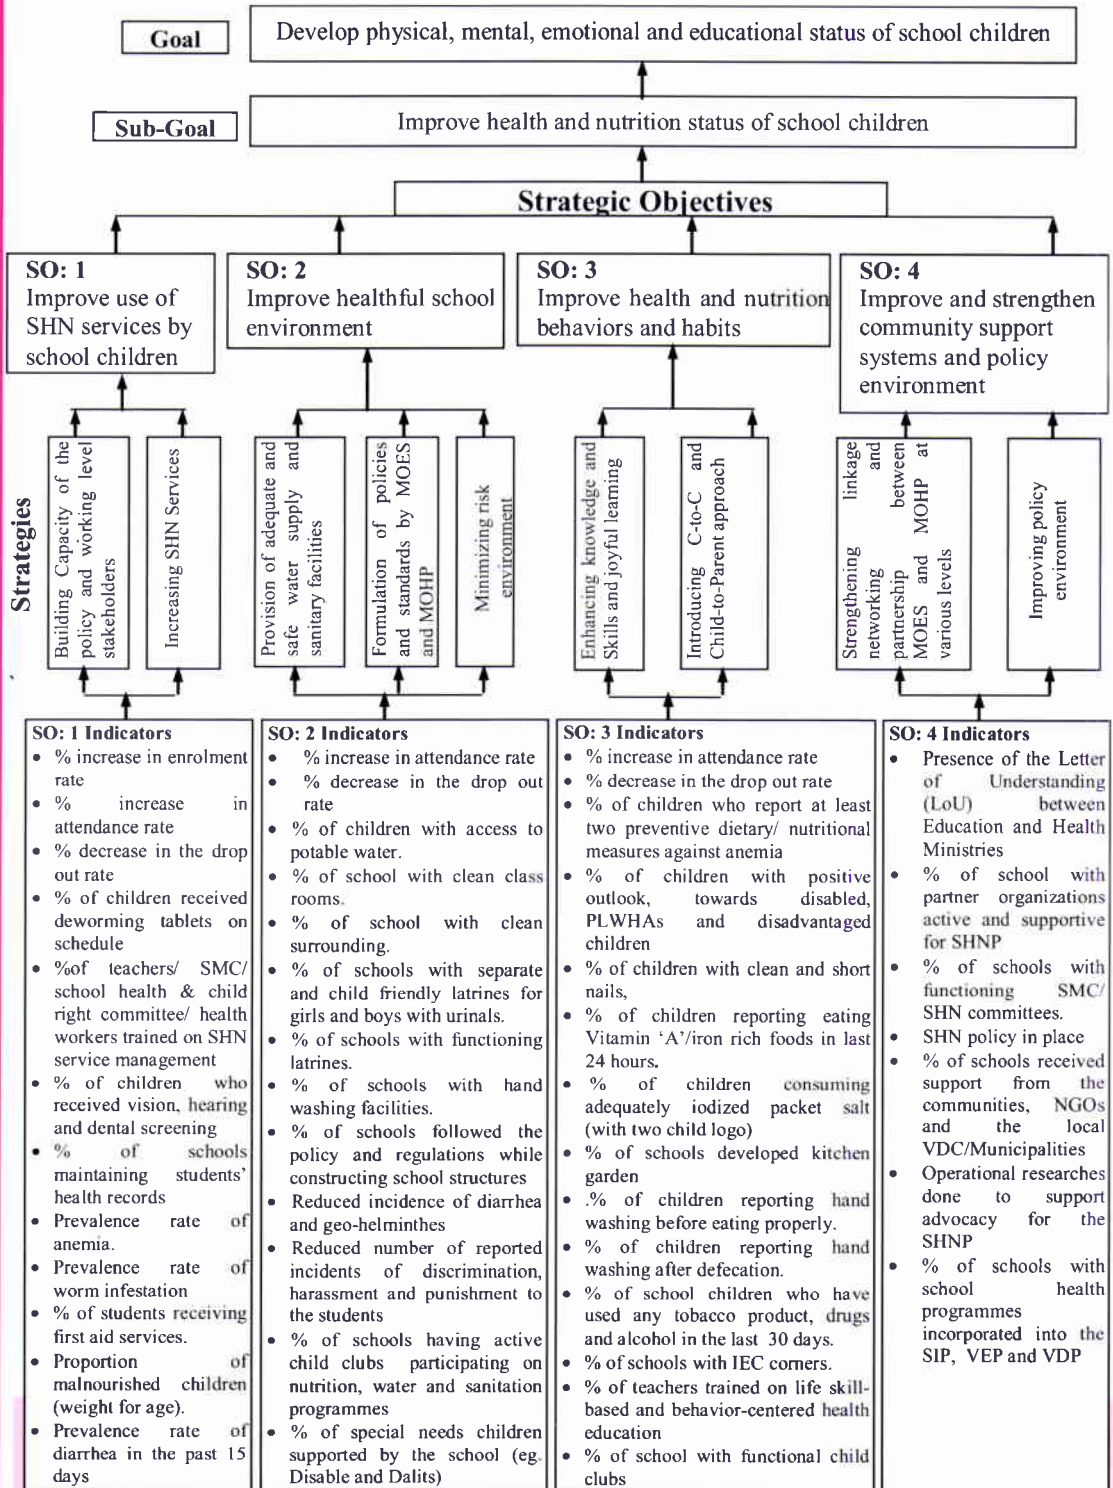 Goal
Develop physical, mental, emotional and educational status of school children
Sub-Goal
Improve health and nutrition status of school children
Strategic Objectives
SO: 1
Improve use of
SHN services by
school children
SO: 2
Improve healthful school
environment
SO: 3
Improve health and nutrition
behaviors and habits
SO: 4
Improve and strengthen
community support
systems and policy
environment
Strategies
Building Capacity of the
policy and working level
stakeholders
Increasing SHN Services
Provision of adequate and
safe water supply and
sanitary facilities
Formulation of policies
and standards by MOES
and MOHP
Minimizing risk
environment
Enhancing knowledge and
Skills and joyful learning
Introducing C-to-C and
Child-to-Parent approach
Strengthening linkage
networking and
partnership between
MOES and MOHP at
various levels
Improving policy
environment
SO: 1 Indicators
• % increase in enrolment
rate
• % increase in
attendance rate
• % decrease in the drop
out rate
• % of children received
deworming tablets on
schedule
• %of teachers/ SMC/
school health & child
right committee/ health
workers trained on SHN
service management
• % of children who
received vision, hearing
and dental screening
• % of schools
maintaining students'
health records
• Prevalence rate of
anemia.
• Prevalence rate of
worm infestation
• % of students receiving
first aid services.
• Proportion of
malnourished children
(weight for age).
• Prevalence rate of
diarrhea in the past 15
days
SO: 2 Indicators
• % increase in attendance rate
• % decrease in the drop out
rate
• % of children with access to
potable water.
• % of school with clean class
rooms.
• % of school with clean
surrounding.
• % of schools with separate
and child friendly latrines for
girls and boys with urinals.
• % of schools with functioning
latrines.
• % of schools with hand
washing facilities.
• % of schools followed the
policy and regulations while
constructing school structures
• Reduced incidence of diarrhea
and geo-helminthes
• Reduced number of reported
incidents of discrimination,
harassment and punishment to
the students
• % of schools having active
child clubs participating on
nutrition, water and sanitation
programmes
• % of special needs children
supported by the school (eg.
Disable and Dalits)
SO: 3 Indicators
• % increase in attendance rate
• % decrease in the drop out rate
• % of children who report at least
two preventive dietary/ nutritional
measures against anemia
• % of children with positive
outlook, towards disabled,
PLWHAs and disadvantaged
children
• % of children with clean and short
nails,
• % of children reporting eating
Vitamin ‘A’/iron rich foods in last
24 hours.
• % of children consuming
adequately iodized packet salt
(with two child logo)
• % of schools developed kitchen
garden
• .% of children reporting hand
washing before eating properly.
• % of children reporting hand
washing after defecation.
• % of school children who have
used any tobacco product, drugs
and alcohol in the last 30 days.
• % of schools with IEC corners.
• % of teachers trained on life skill-
based and behavior-centered health
education
• % of school with functional child
clubs
SO: 4 Indicators
• Presence of the Letter
of Understanding
(LoU) between
Education and Health
Ministries
• % of school with
partner organizations
active and supportive
for SHNP
• % of schools with
functioning SMC/
SHN committees.
• SHN policy in place
• % of schools received
support from the
communities, NGOs
and the local
VDC/Municipalities
• Operational researches
done to support
advocacy for the
SHNP
• % of schools with
school health
programmes
incorporated into the
SIP, VEP and VDP